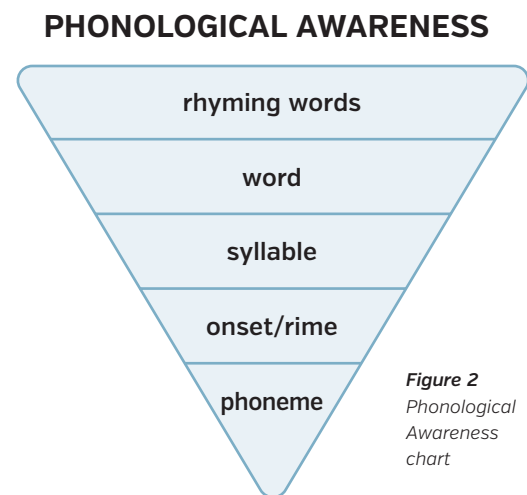 PHONOLOGICAL AWARENESS
rhyming words
word
syllable
onset/rime
phoneme
Figure 2
Phonological
Awareness
chart